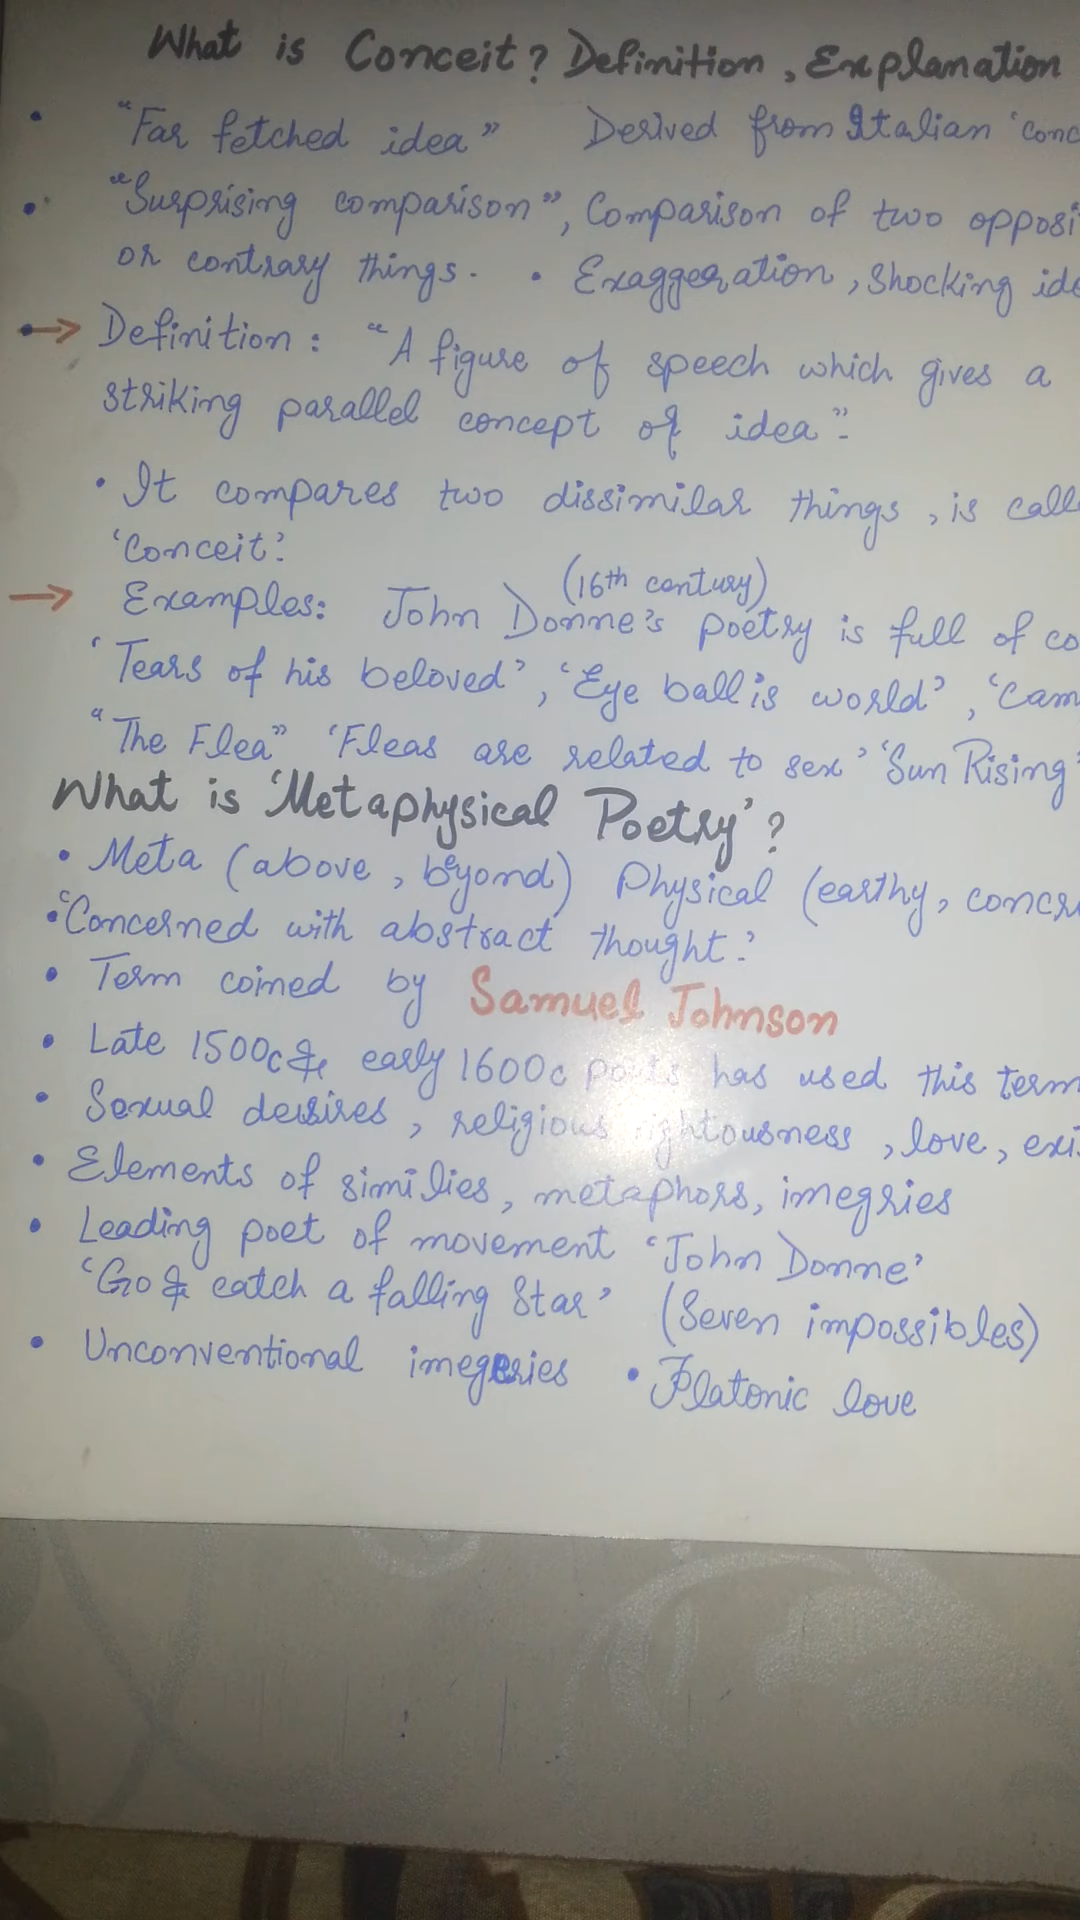 What is Conceit? Definition, Explanation
• "Far fetched idea" Derived from Italian 'conc
• "Surprising comparison", Comparison of two opposi
or contrary things. • Exaggeration, Shocking ide
•→ Definition: "A figure of speech which gives a
striking parallel concept of idea".
• It compares two dissimilar things, is calle
'Conceit'.
(16th century)
→ Examples: John Donne's poetry is full of co
'Tears of his beloved', 'Eye ball is world', 'Cam
"The Flea" 'Fleas are related to sex' 'Sun Rising'
What is 'Metaphysical Poetry'?
• Meta (above, beyond) Physical (earthy, concre
• 'Concerned with abstract thought'.
• Term coined by Samuel Johnson
• Late 1500c & early 1600c poets has used this term
• Sexual desires, religious rightousness, love, exi
• Elements of similies, metaphors, imegries
• Leading poet of movement 'John Donne'
'Go & catch a falling star' (Seven impossibles)
• Unconventional imegeries • Platonic love